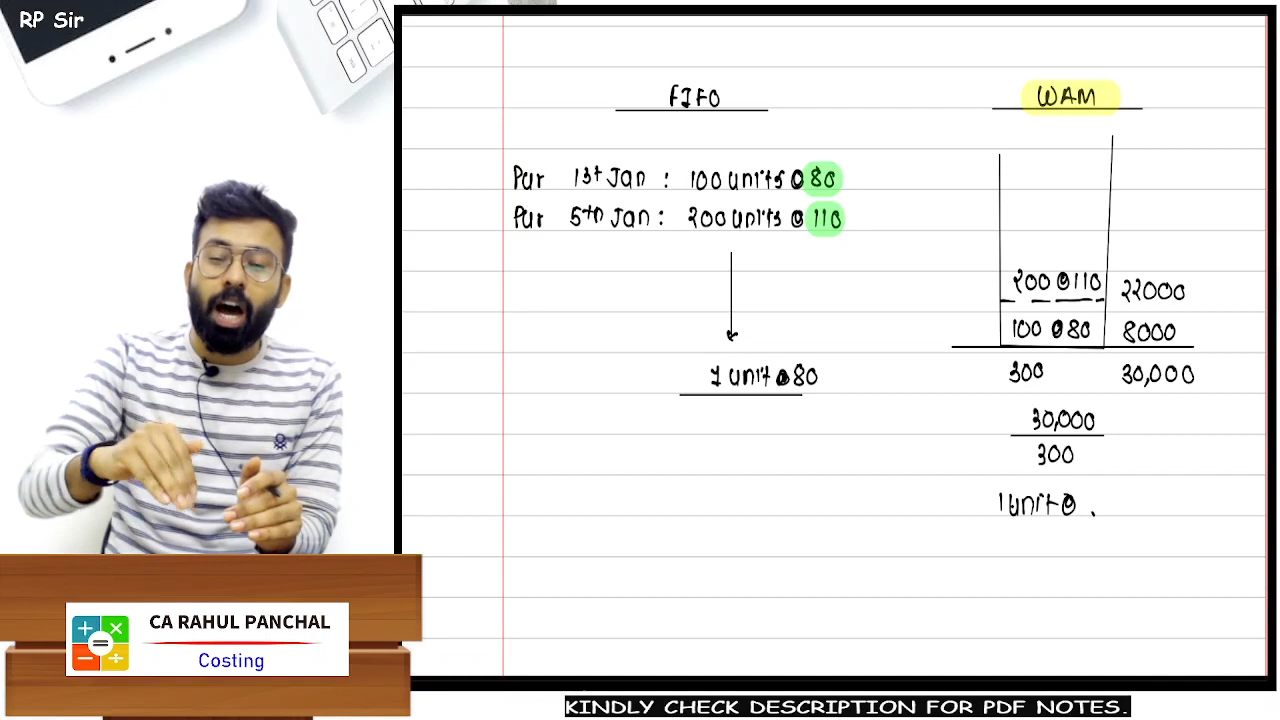 RP Sir
FIFO
Pur 1st Jan : 100 units @ 80
Pur 5th Jan : 200 units @ 110
1 unit @ 80
WAM
200 @ 110 22000
100 @ 80 8000
300 30,000
30,000
300
1 unit @ .
CA RAHUL PANCHAL
Costing
KINDLY CHECK DESCRIPTION FOR PDF NOTES.